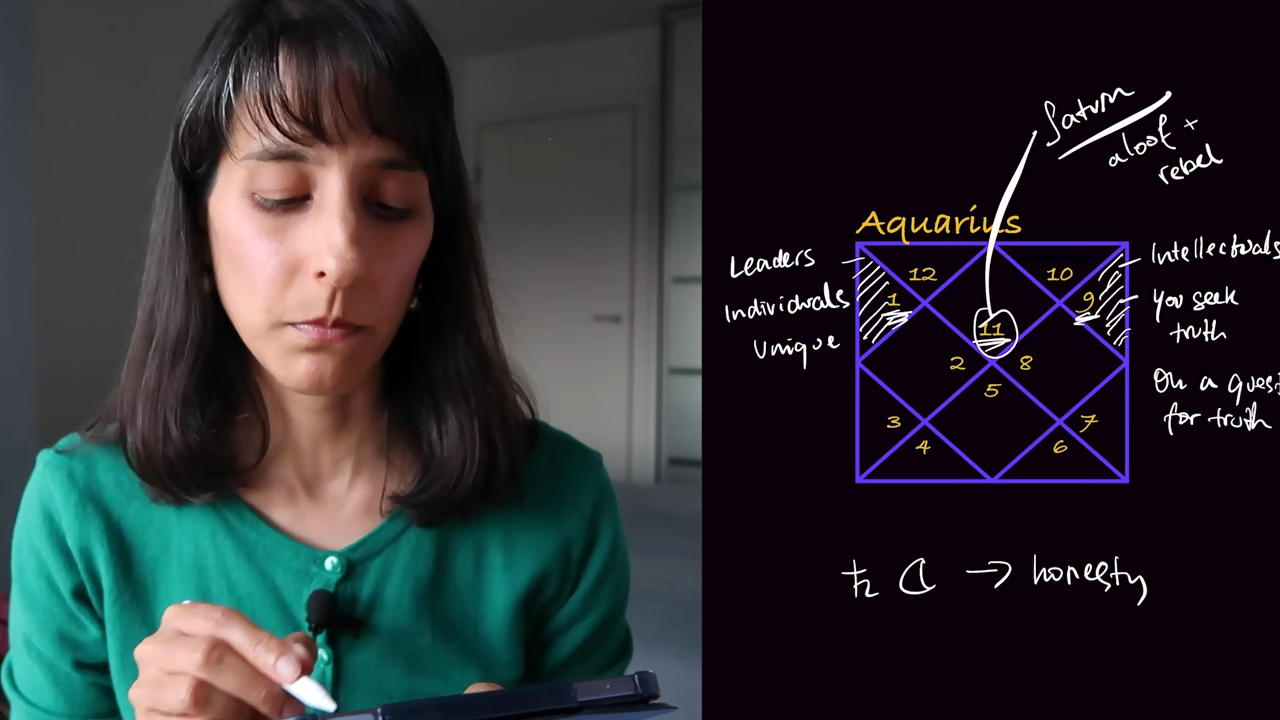 Saturn
aloof +
rebel
Aquarius
Leaders
Individuals
Unique
12
10
1
9
11
2
8
5
3
7
4
6
Intellectuals
you seek
truth
On a quest
for truth
♄ ☾ → honesty